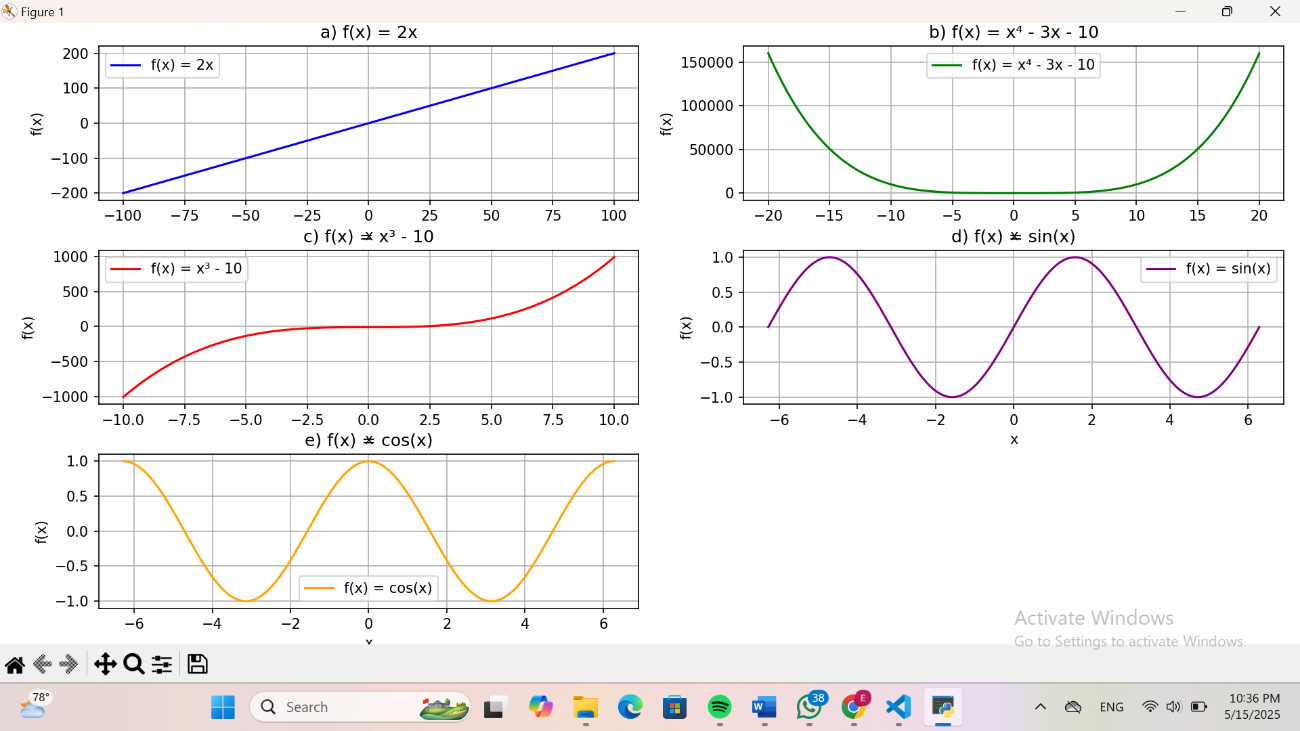 Figure 1
a) f(x) = 2x
f(x) = 2x
200
100
0
−100
−200
f(x)
−100 −75 −50 −25 0 25 50 75 100
x
b) f(x) = x⁴ - 3x - 10
f(x) = x⁴ - 3x - 10
150000
100000
50000
0
f(x)
−20 −15 −10 −5 0 5 10 15 20
x
c) f(x) = x³ - 10
f(x) = x³ - 10
1000
500
0
−500
−1000
f(x)
−10.0 −7.5 −5.0 −2.5 0.0 2.5 5.0 7.5 10.0
x
d) f(x) = sin(x)
f(x) = sin(x)
1.0
0.5
0.0
−0.5
−1.0
f(x)
−6 −4 −2 0 2 4 6
x
e) f(x) = cos(x)
1.0
0.5
0.0
−0.5
−1.0
f(x)
f(x) = cos(x)
−6 −4 −2 0 2 4 6
x
Activate Windows
Go to Settings to activate Windows.
78°
Search
W
38
E
ENG
10:36 PM
5/15/2025